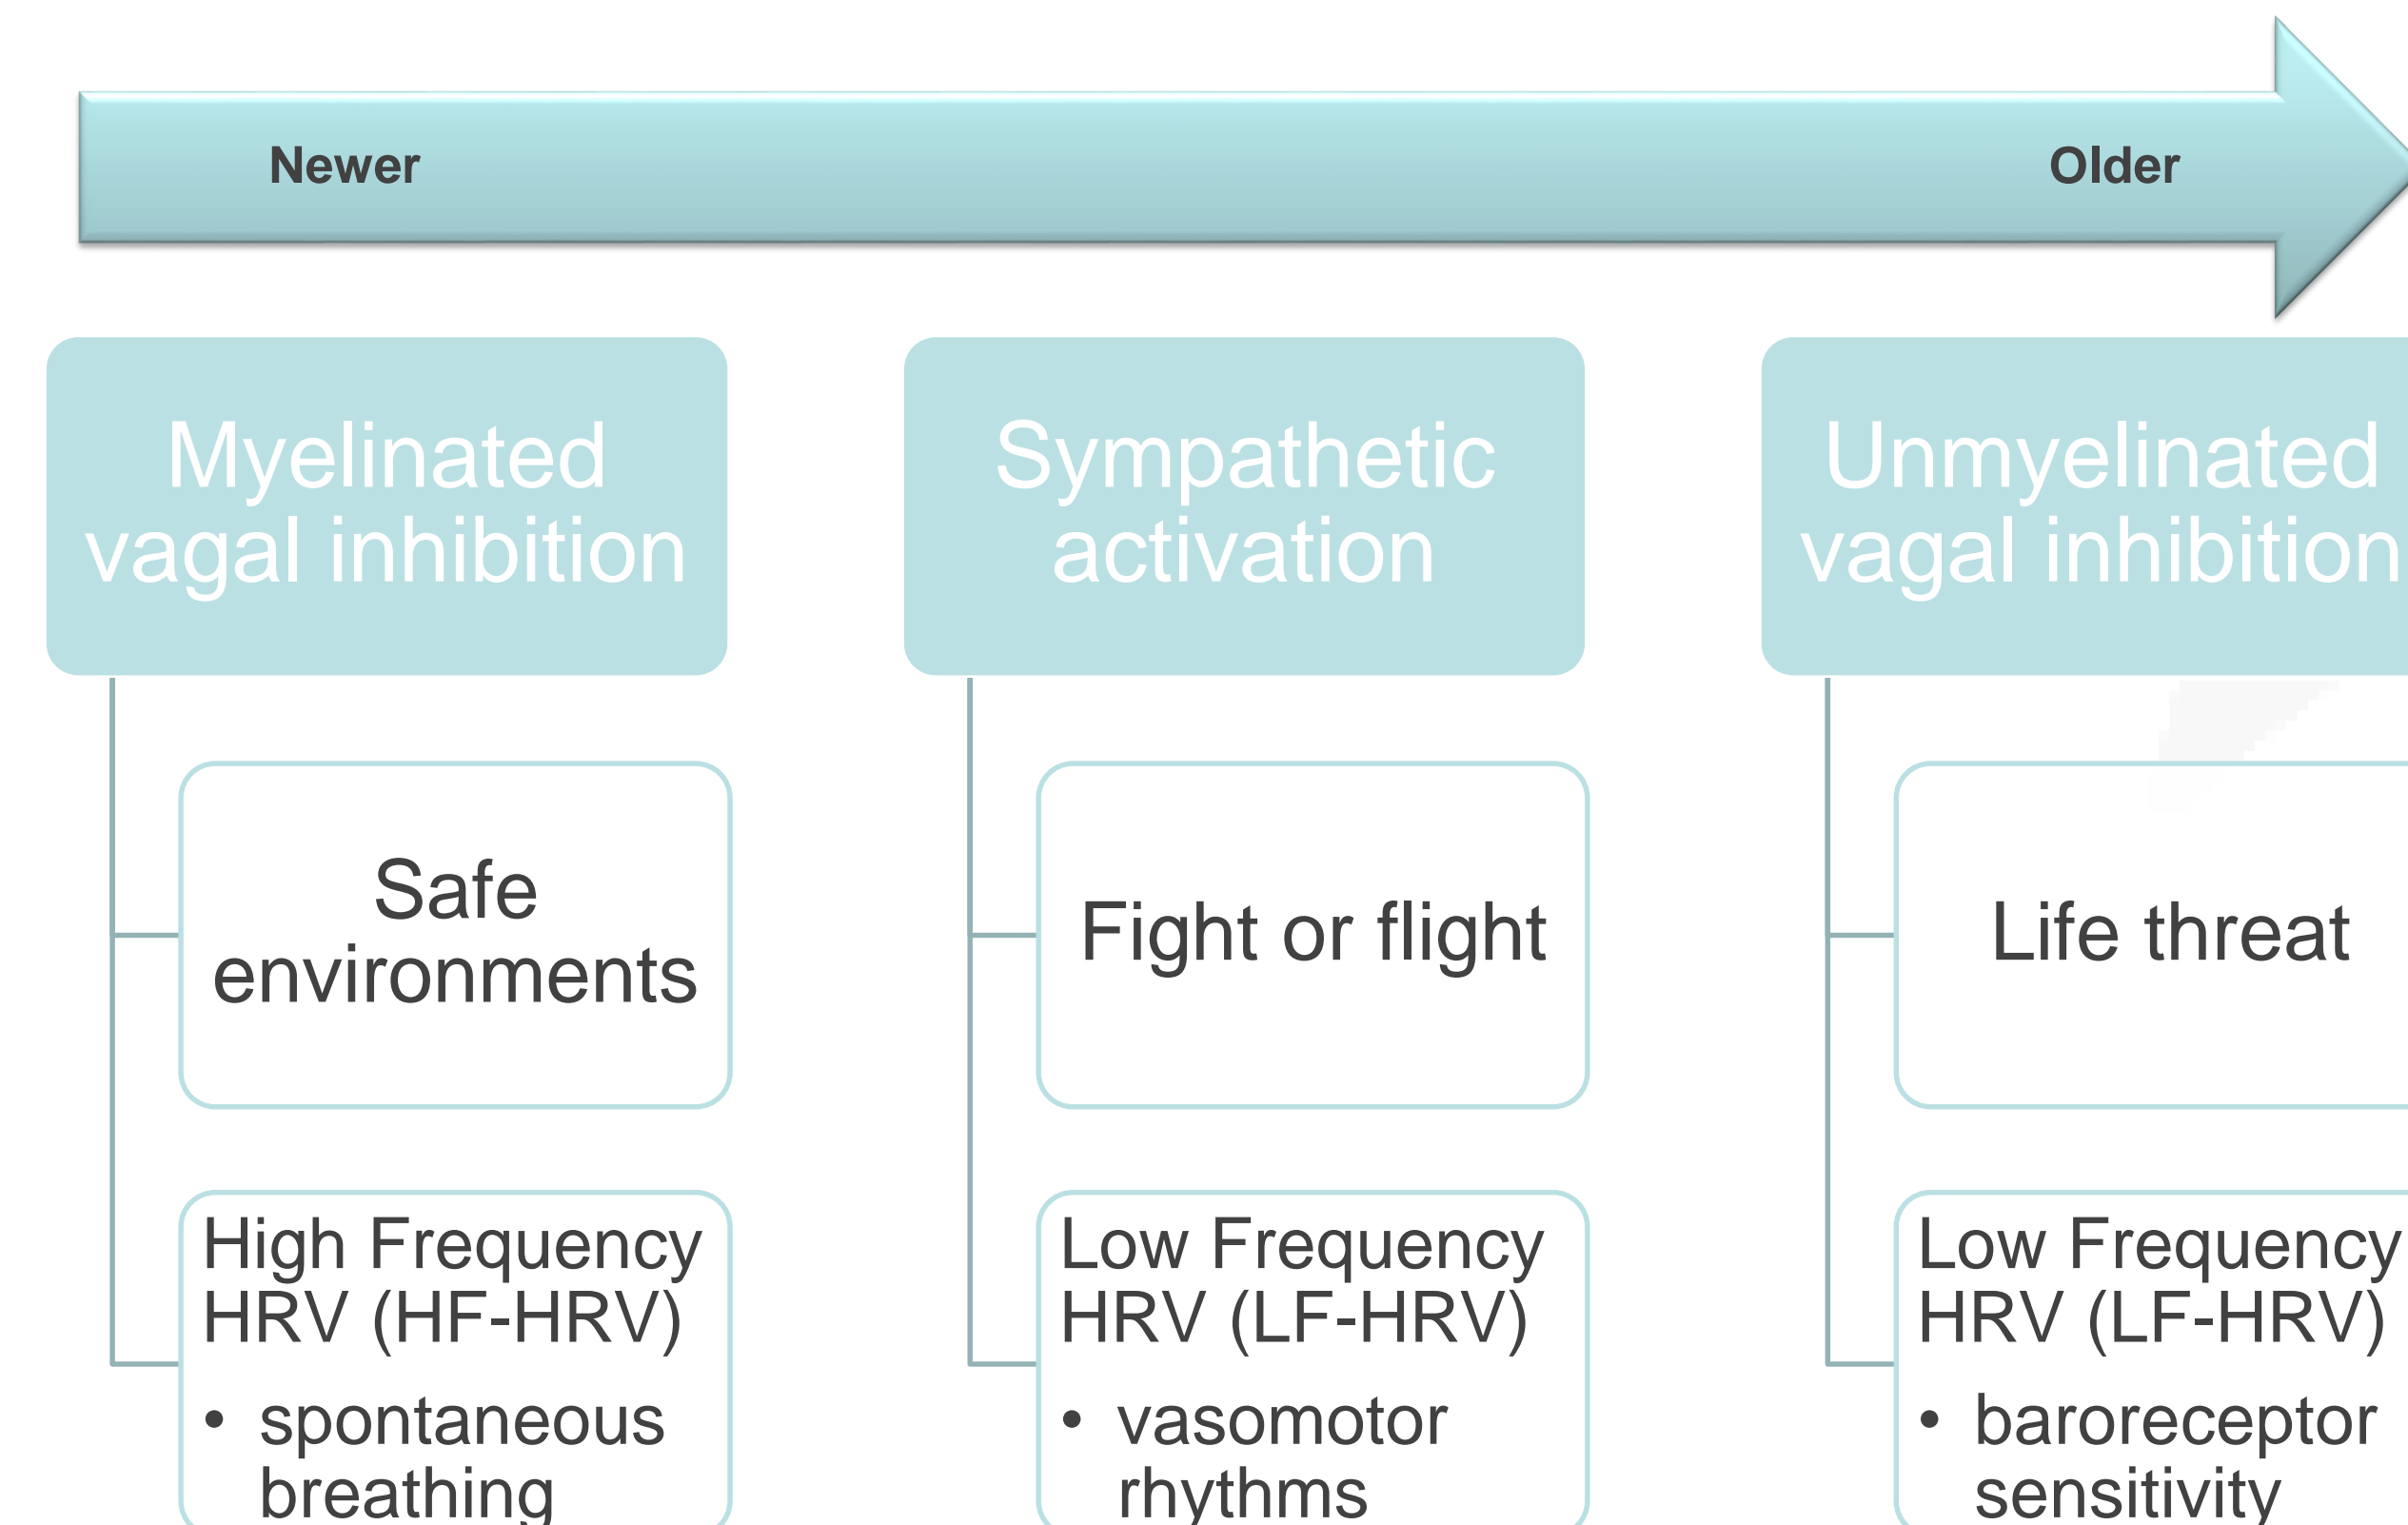 Newer
Older
Myelinated
vagal inhibition
Safe
environments
High Frequency
HRV (HF-HRV)
• spontaneous
breathing
Sympathetic
activation
Fight or flight
Low Frequency
HRV (LF-HRV)
• vasomotor
rhythms
Unmyelinated
vagal inhibition
Life threat
Low Frequency
HRV (LF-HRV)
• baroreceptor
sensitivity